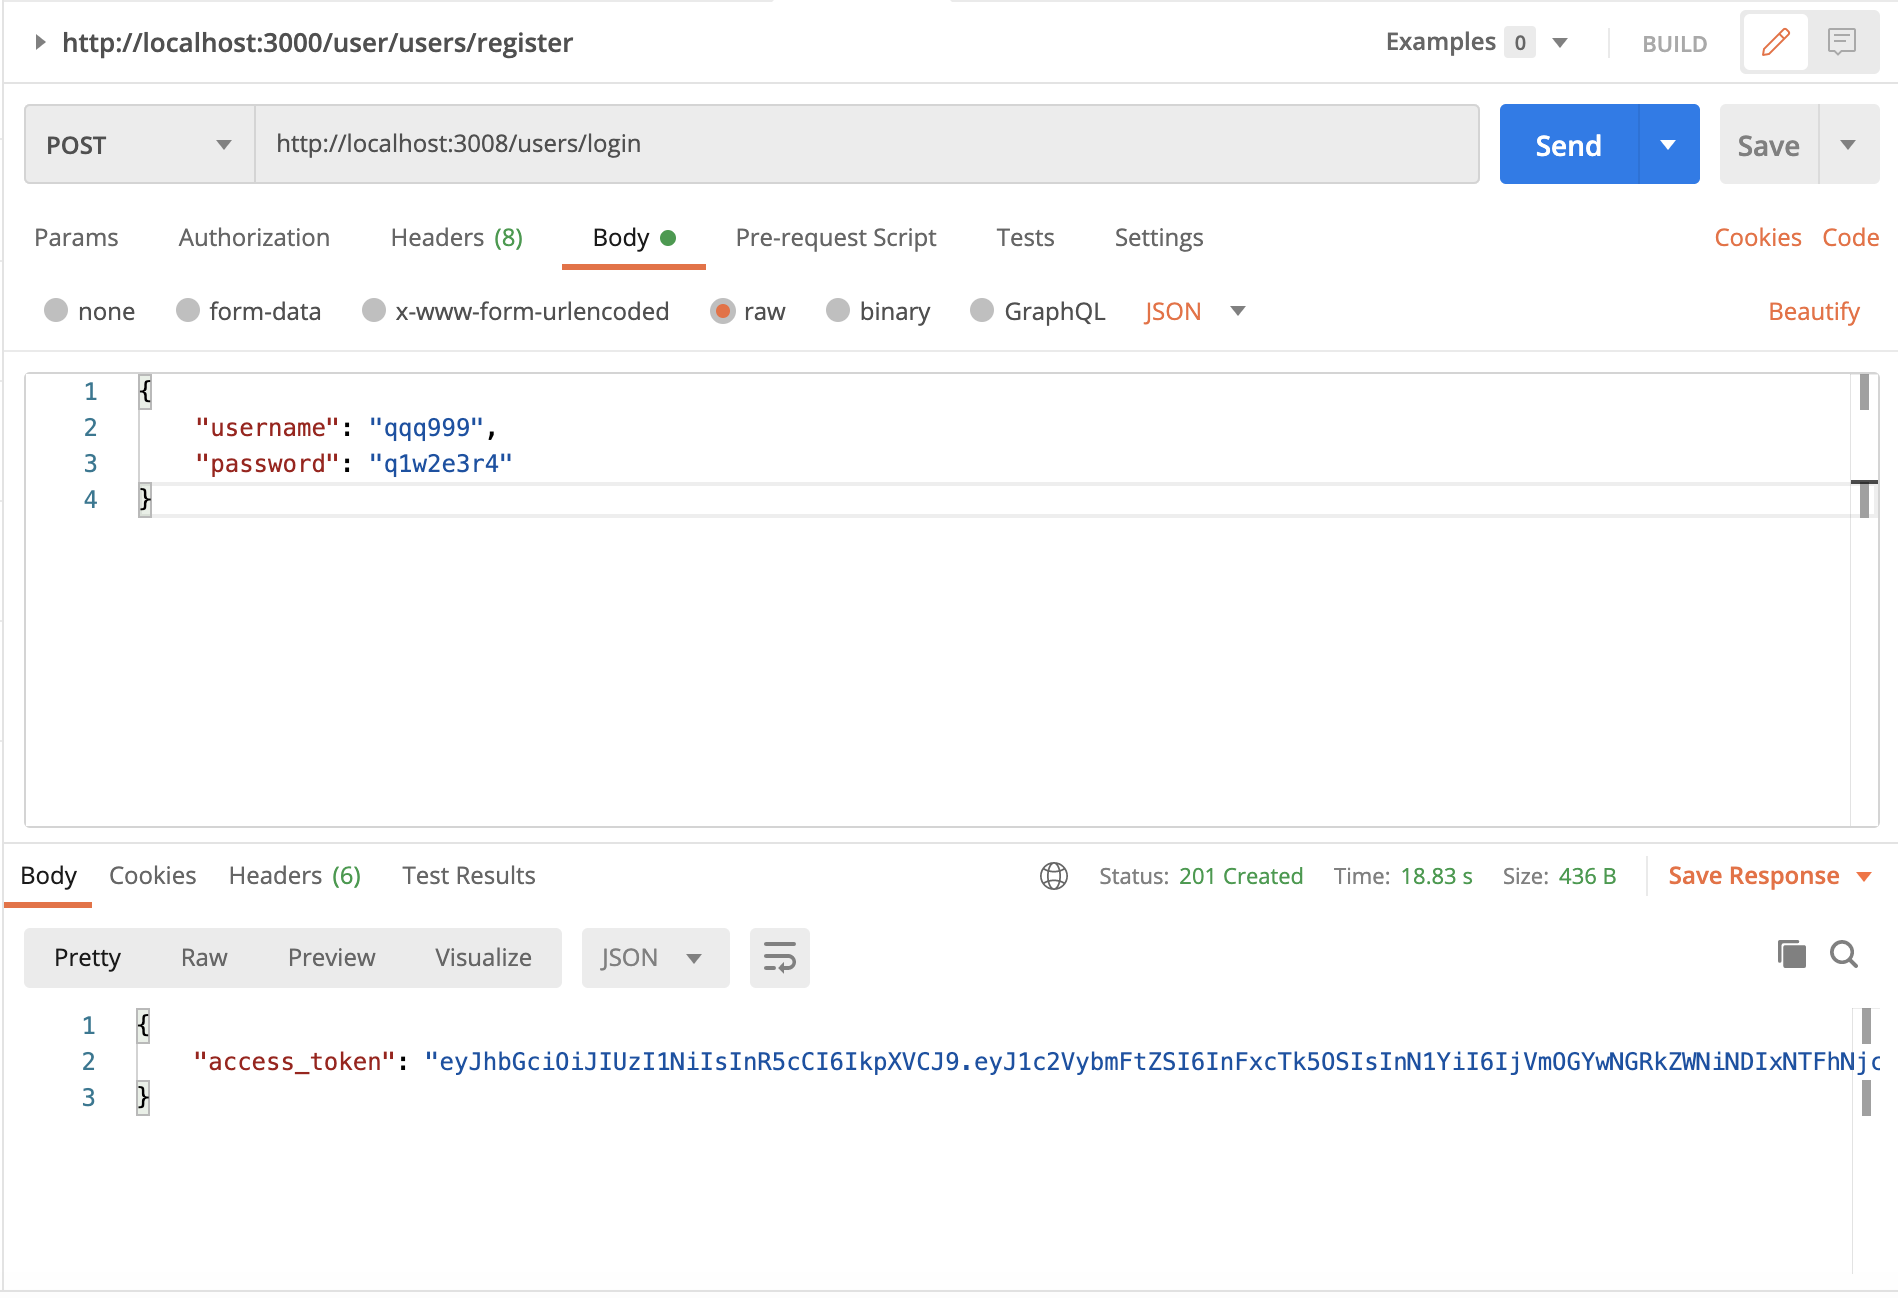 http://localhost:3000/user/users/register Examples 0 BUILD
POST http://localhost:3008/users/login Send Save
Params Authorization Headers (8) Body Pre-request Script Tests Settings Cookies Code
none form-data x-www-form-urlencoded raw binary GraphQL JSON Beautify
1 {
2 "username": "qqq999",
3 "password": "q1w2e3r4"
4 }
Body Cookies Headers (6) Test Results Status: 201 Created Time: 18.83 s Size: 436 B Save Response
Pretty Raw Preview Visualize JSON
1 {
2 "access_token": "eyJhbGciOiJIUzI1NiIsInR5cCI6IkpXVCJ9.eyJ1c2VybmFtZSI6InFxcTk5OSIsInN1YiI6IjVmOGYwNGRkZWNiNDIxNTFhNjc
3 }